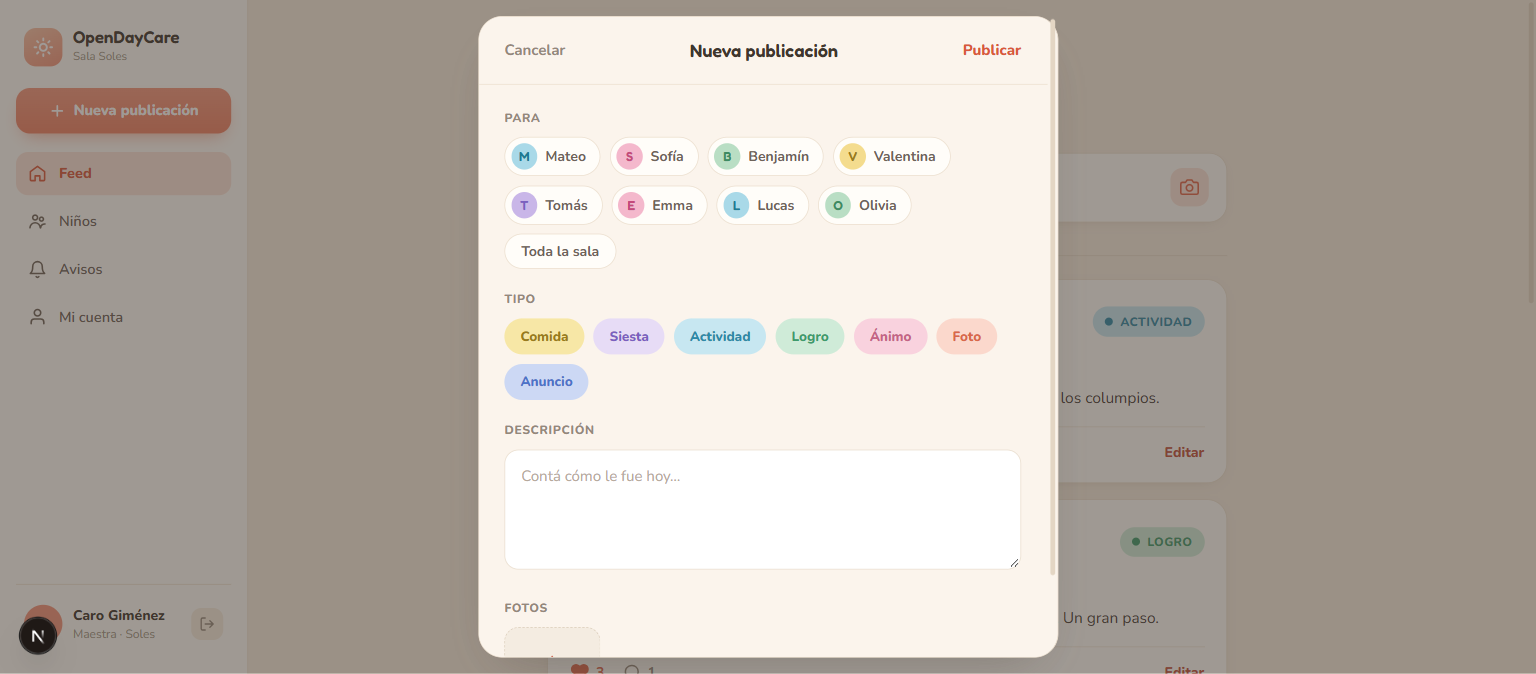 OpenDayCare
Sala Soles
Nueva publicación
Feed
Niños
Avisos
Mi cuenta
Caro Giménez
Maestra · Soles
N
Cancelar
Nueva publicación
Publicar
PARA
M Mateo
S Sofía
B Benjamín
V Valentina
T Tomás
E Emma
L Lucas
O Olivia
Toda la sala
TIPO
Comida
Siesta
Actividad
Logro
Ánimo
Foto
Anuncio
DESCRIPCIÓN
Contá cómo le fue hoy...
FOTOS
ACTIVIDAD
los columpios.
Editar
LOGRO
Un gran paso.
3
1
Editar